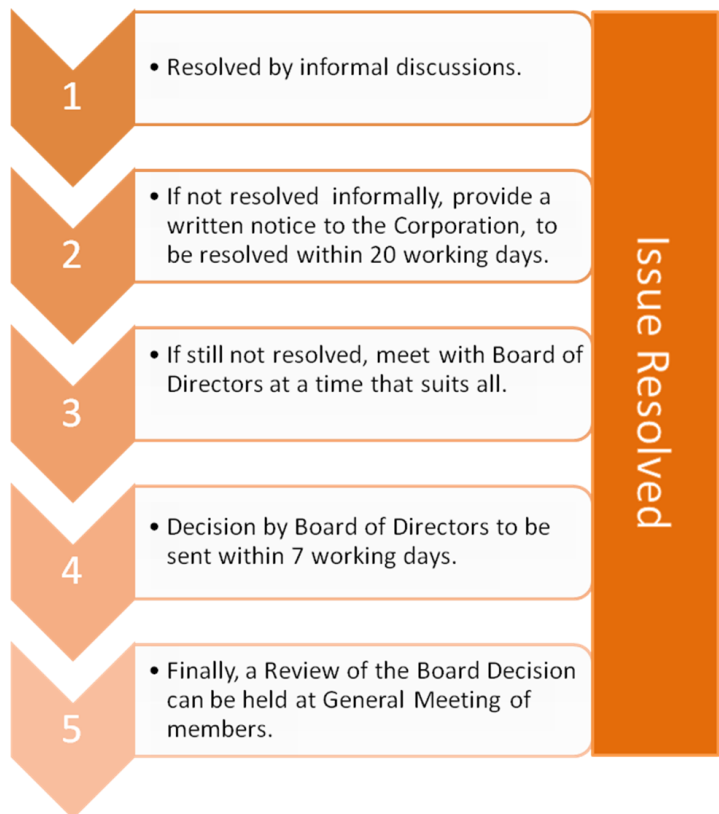 1
• Resolved by informal discussions.
2
• If not resolved informally, provide a
written notice to the Corporation, to
be resolved within 20 working days.
3
• If still not resolved, meet with Board of
Directors at a time that suits all.
4
• Decision by Board of Directors to be
sent within 7 working days.
5
• Finally, a Review of the Board Decision
can be held at General Meeting of
members.
Issue Resolved